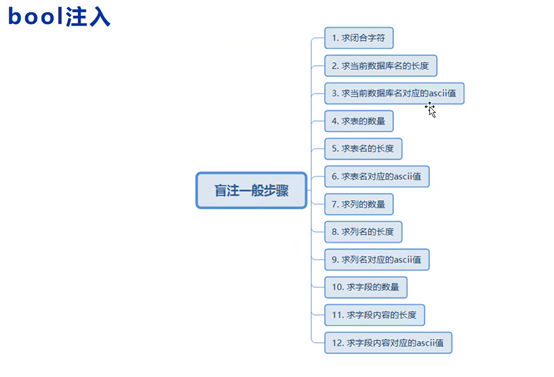 bool注入
盲注一般步骤
1. 求闭合字符
2. 求当前数据库名的长度
3. 求当前数据库名对应的ascii值
4. 求表的数量
5. 求表名的长度
6. 求表名对应的ascii值
7. 求列的数量
8. 求列名的长度
9. 求列名对应的ascii值
10. 求字段的数量
11. 求字段内容的长度
12. 求字段内容对应的ascii值